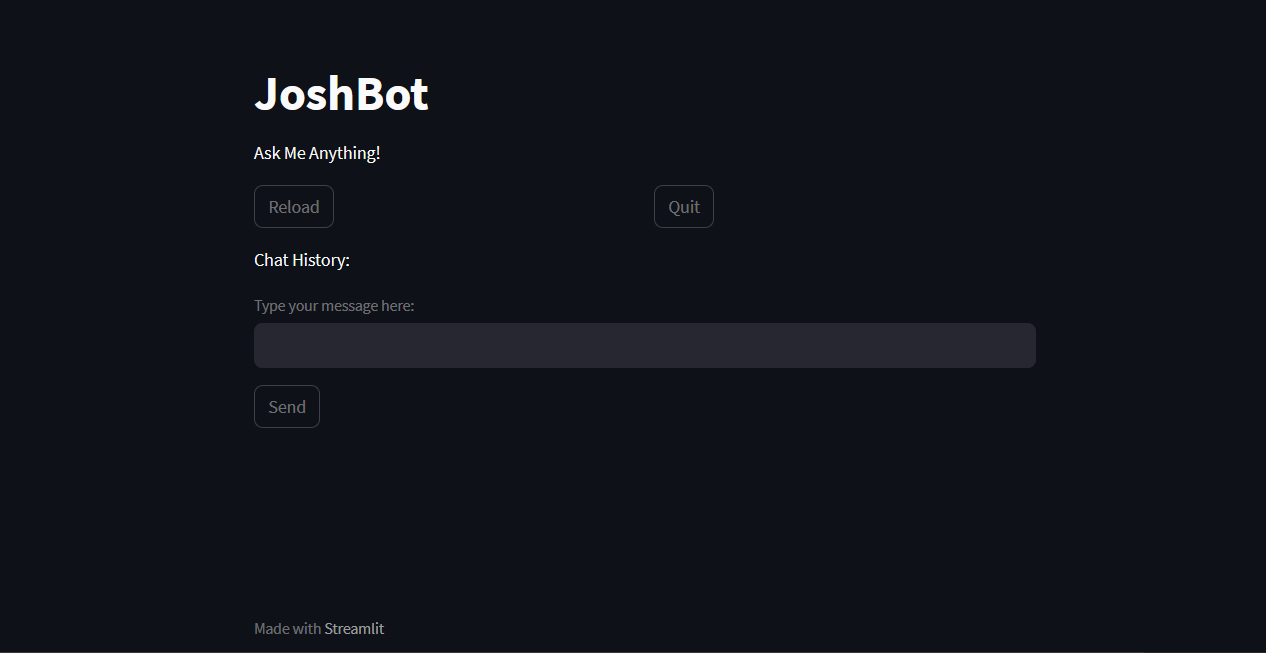 JoshBot
Ask Me Anything!
Reload Quit
Chat History:
Type your message here:
Send
Made with Streamlit